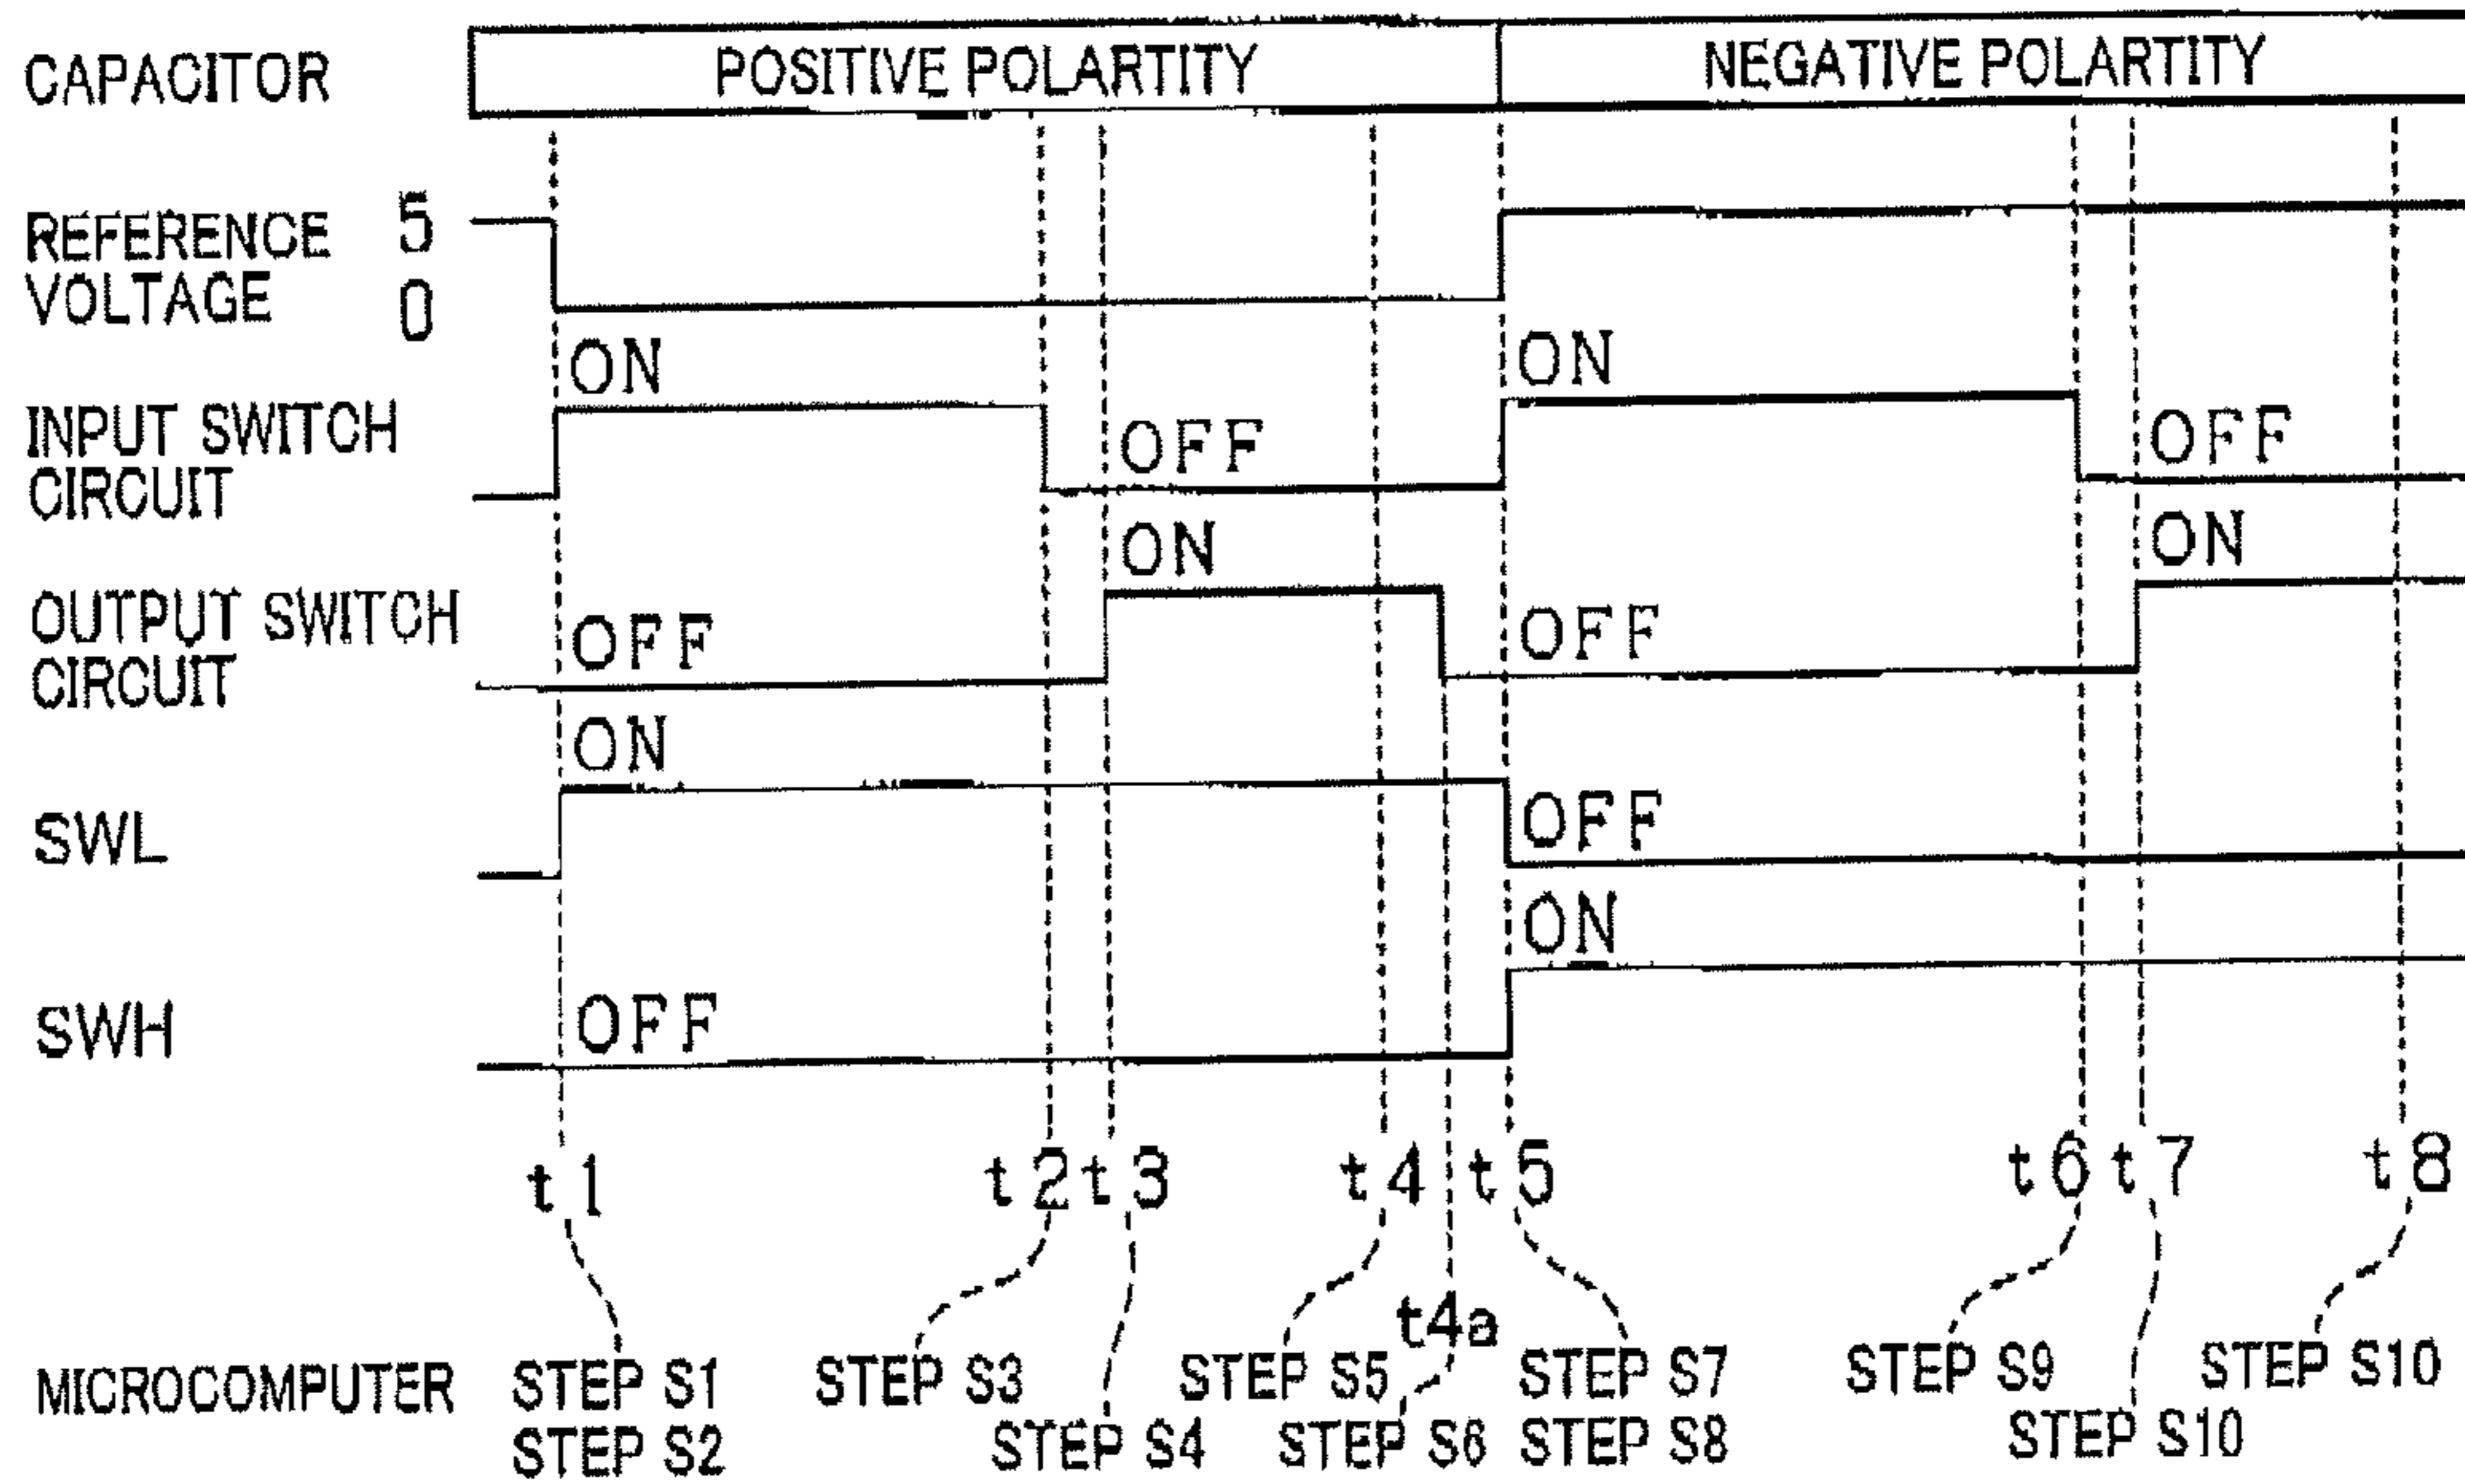 CAPACITOR POSITIVE POLARTITY NEGATIVE POLARTITY
REFERENCE VOLTAGE 5 0
ON ON
INPUT SWITCH CIRCUIT OFF OFF
ON ON
OUTPUT SWITCH CIRCUIT OFF OFF
ON
SWL OFF
ON
SWH OFF
t1 t2 t3 t4 t5 t6 t7 t8
t4a
MICROCOMPUTER STEP S1 STEP S3 STEP S5 STEP S7 STEP S9 STEP S10
STEP S2 STEP S4 STEP S6 STEP S8 STEP S10